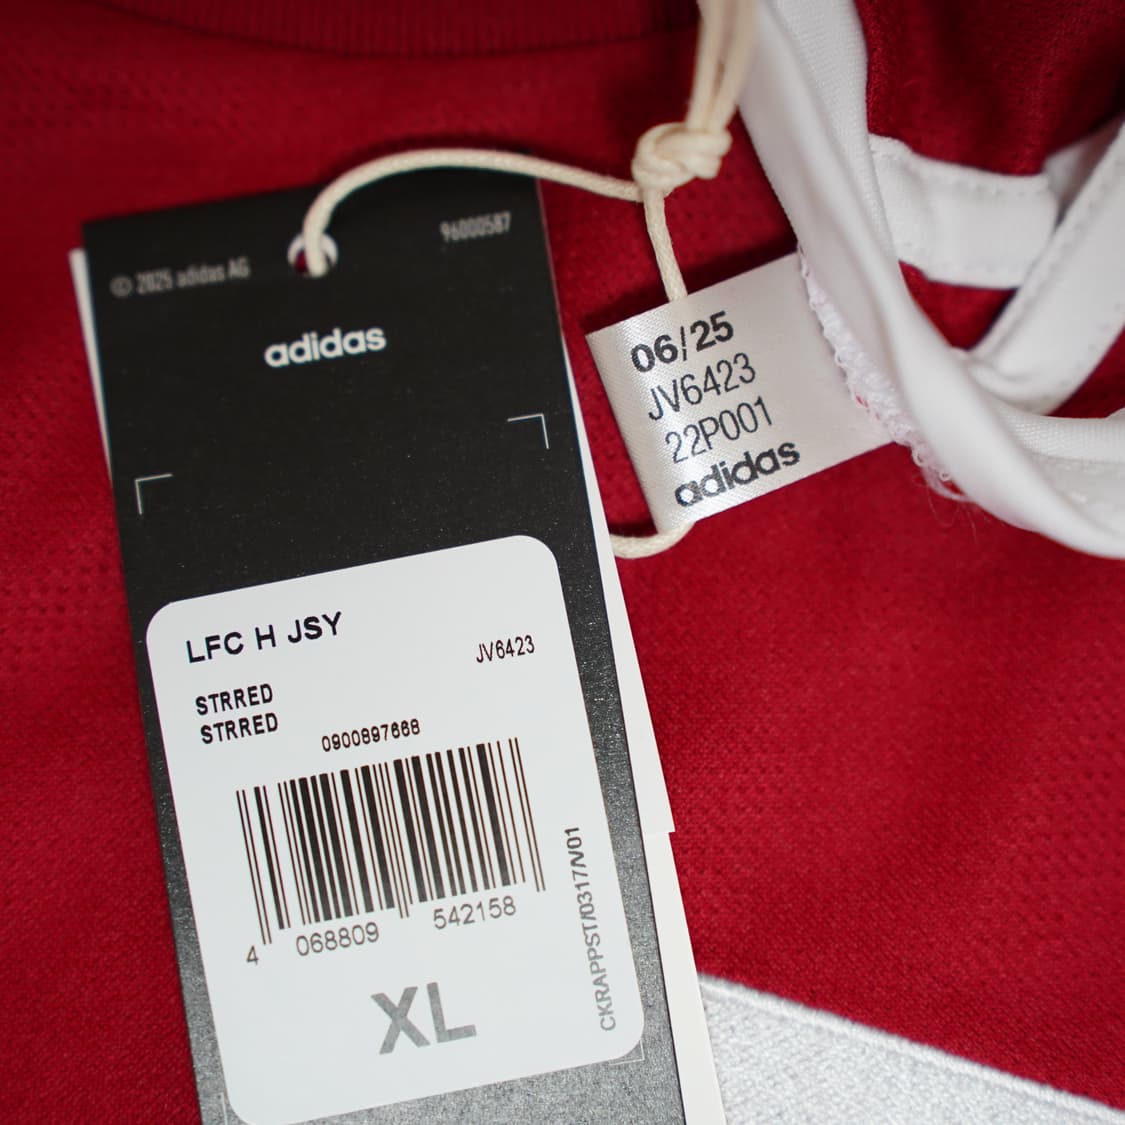 © 2025 adidas AG
96000587
adidas
LFC H JSY
JV6423
STRRED
STRRED
0900897668
4 068809 542158
XL
CKRAPPST/0317/V01
06/25
JV6423
22P001
adidas